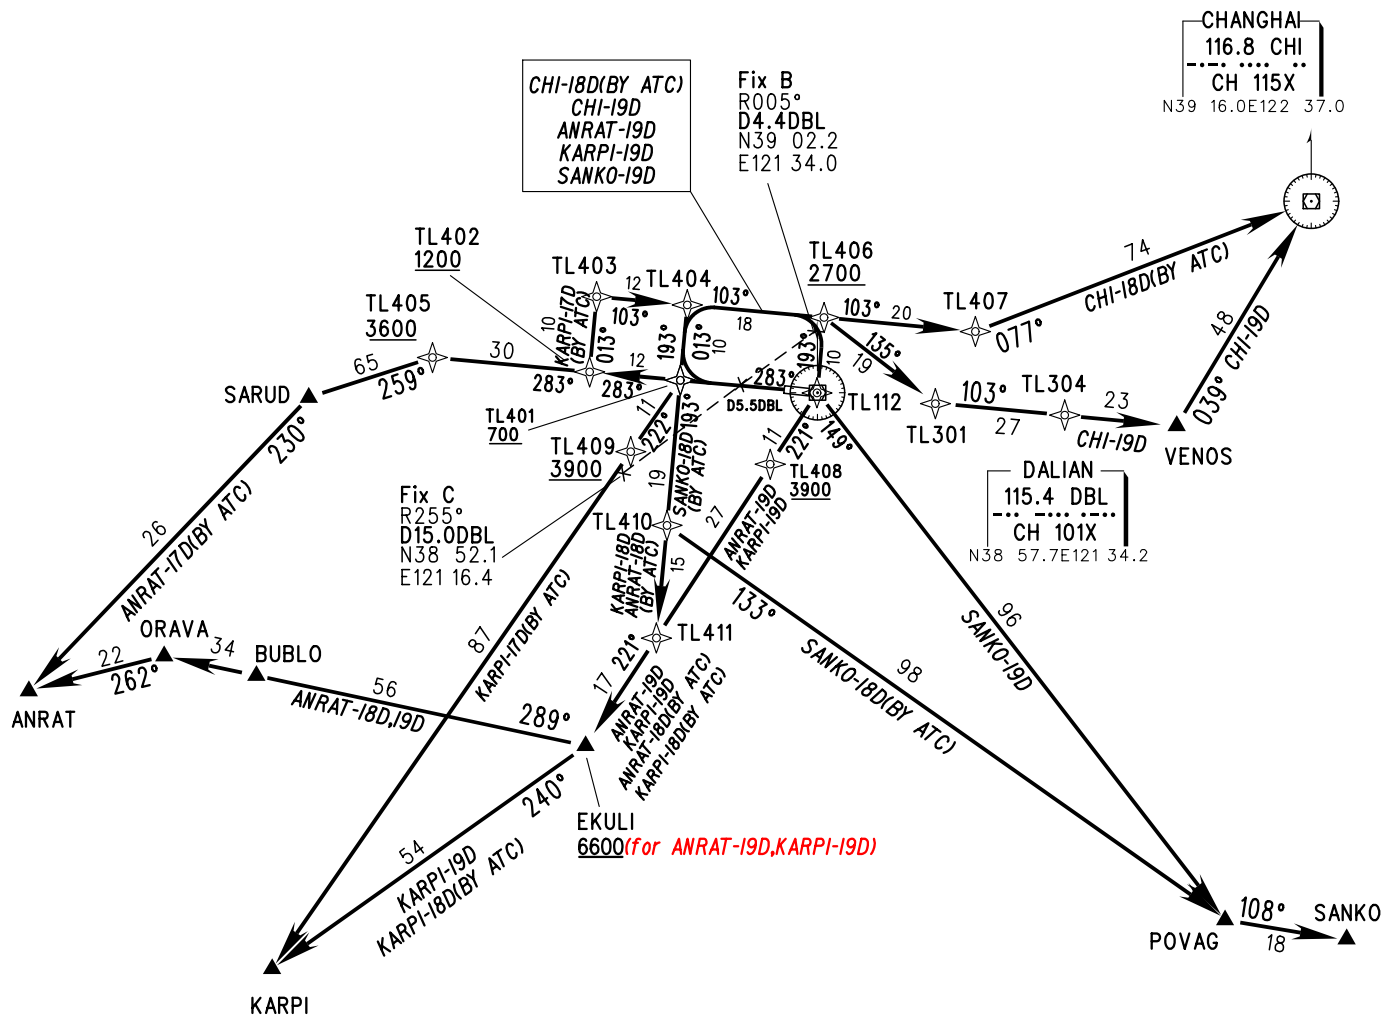 CHANGHAI
116.8 CHI
CH 115X
N39 16.0E122 37.0
CHI-18D(BY ATC)
CHI-19D
ANRAT-19D
KARPI-19D
SANKO-19D
Fix B
R005°
D4.4DBL
N39 02.2
E121 34.0
TL402
1200
TL403
TL404
TL406
2700
TL405
3600
TL407
12
103°
103°
18
103°
20
74
CHI-18D(BY ATC)
077°
KARPI-17D
(BY ATC)
10
013°
193°
013°
10
193°
10
135°
19
48
CHI-19D
039°
65
259°
30
283°
283°
12
283°
D5.5DBL
SARUD
230°
TL401
700
TL112
TL301
103°
27
TL304
23
CHI-19D
VENOS
TL409
3900
11
222°
193°
SANKO-18D
(BY ATC)
19
11
221°
149°
TL408
3900
DALIAN
115.4 DBL
CH 101X
N38 57.7E121 34.2
Fix C
R255°
D15.0DBL
N38 52.1
E121 16.4
TL410
27
ANRAT-19D
KARPI-19D
KARPI-18D
ANRAT-18D
(BY ATC)
15
133°
26
ANRAT-17D(BY ATC)
87
KARPI-17D(BY ATC)
SANKO-18D(BY ATC)
98
96
SANKO-19D
ORAVA
BUBLO
22
262°
34
56
ANRAT-18D,19D
289°
ANRAT
TL411
221°
17
ANRAT-19D
KARPI-19D
ANRAT-18D(BY ATC)
KARPI-18D(BY ATC)
240°
EKULI
6600(for ANRAT-19D,KARPI-19D)
54
KARPI-19D
KARPI-18D(BY ATC)
KARPI
POVAG
108°
18
SANKO